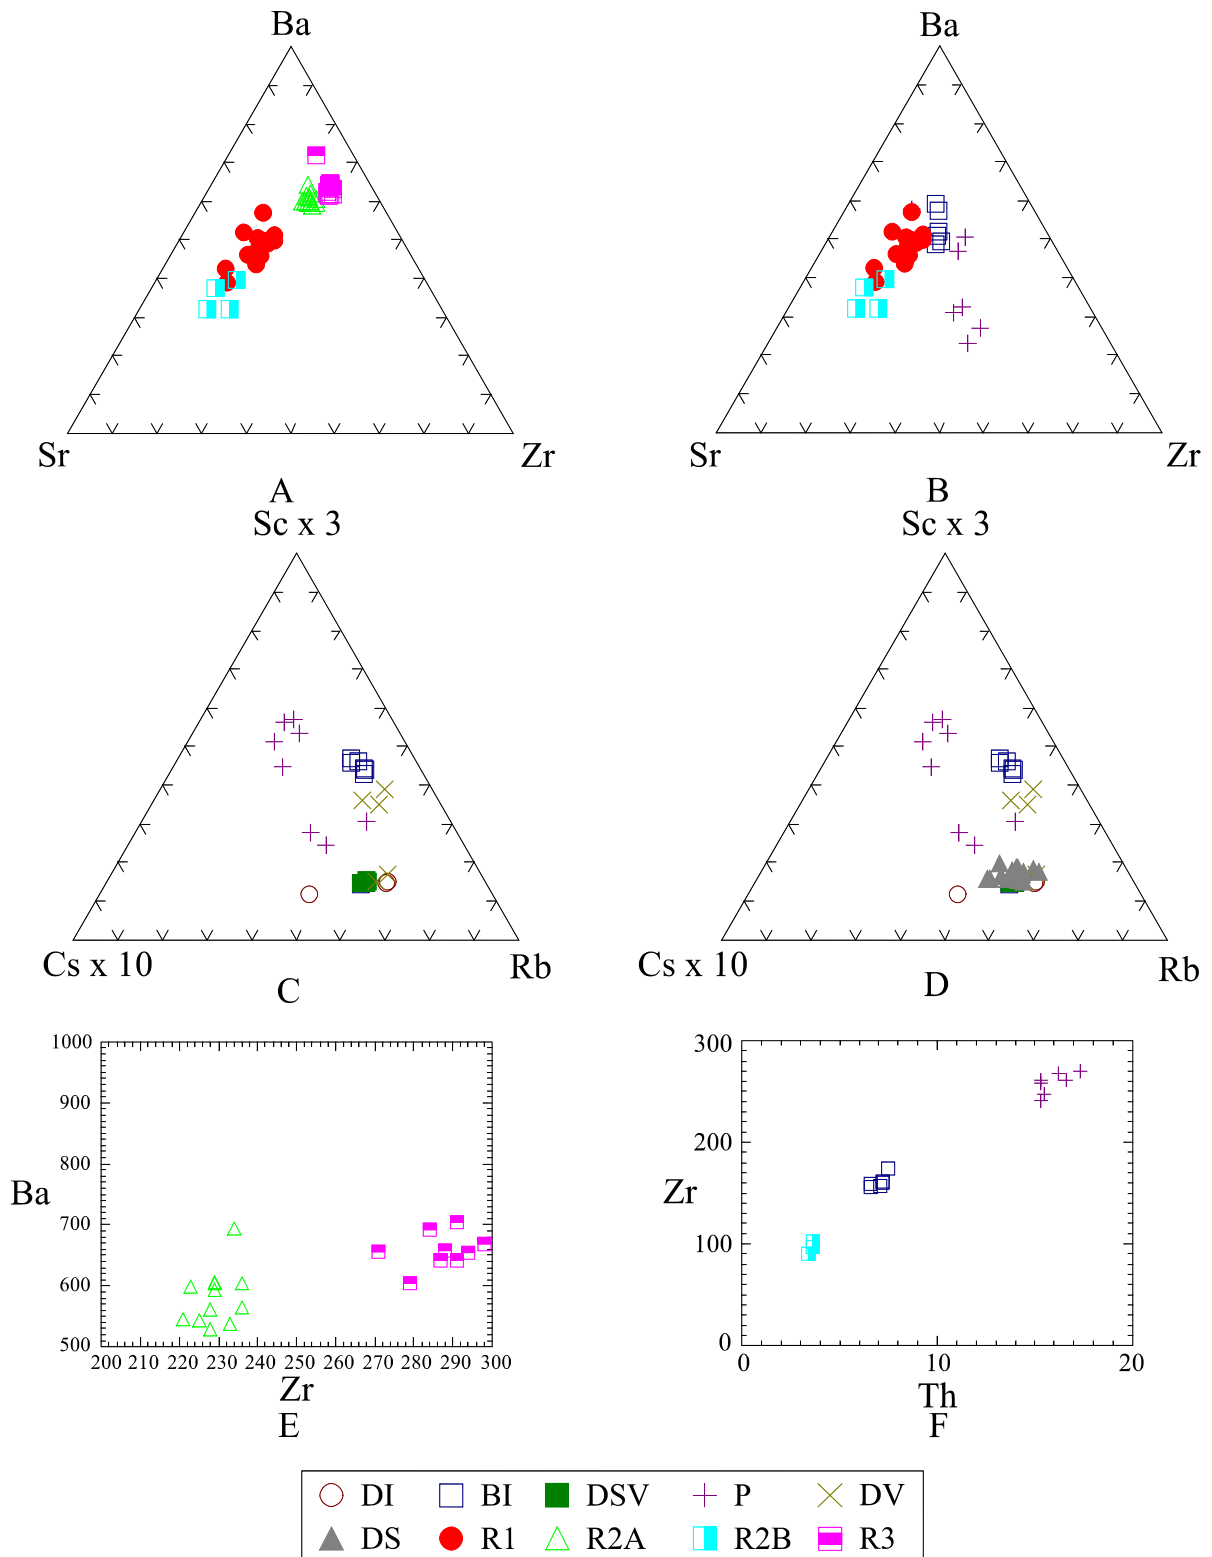 Ba Ba
Sr Zr Sr Zr
A B
Sc x 3 Sc x 3
Cs x 10 Rb Cs x 10 Rb
C D
1000
900
800
700
600
500
Ba
200 210 220 230 240 250 260 270 280 290 300
Zr
E
300
200
100
0
Zr
0 10 20
Th
F
DI BI DSV P DV
DS R1 R2A R2B R3